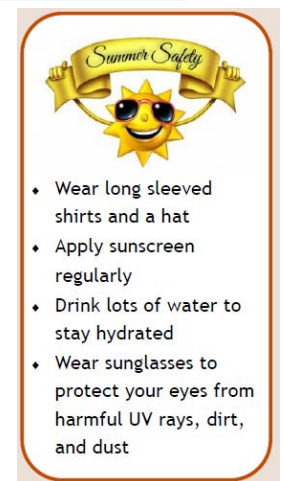 Summer Safety
⬧ Wear long sleeved
shirts and a hat
⬧ Apply sunscreen
regularly
⬧ Drink lots of water to
stay hydrated
⬧ Wear sunglasses to
protect your eyes from
harmful UV rays, dirt,
and dust